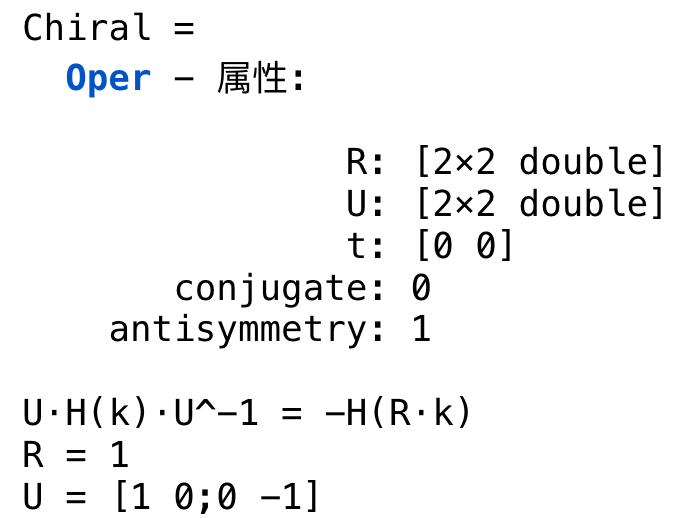 Chiral =
Oper - 属性:
R: [2×2 double]
U: [2×2 double]
t: [0 0]
conjugate: 0
antisymmetry: 1
U·H(k)·U^-1 = -H(R·k)
R = 1
U = [1 0;0 -1]